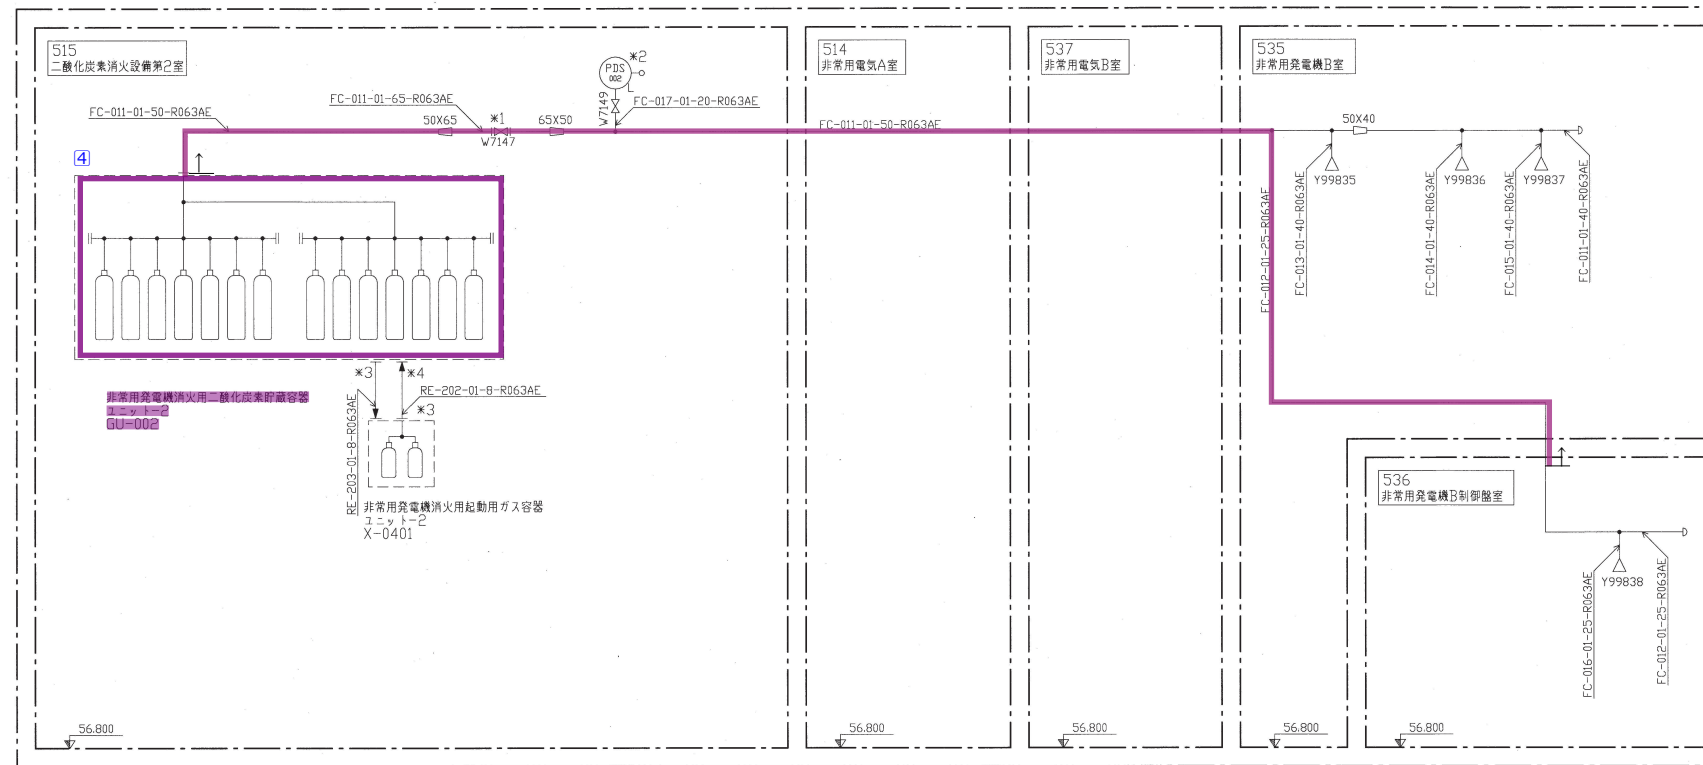 515
二酸化炭素消火設備第2室
514
非常用電気A室
537
非常用電気B室
535
非常用発電機B室
※2
PDS
002
L
W7149
FC-017-01-20-R063AE
FC-011-01-50-R063AE
FC-011-01-65-R063AE
50X65
※1
W7147
65X50
FC-011-01-50-R063AE
50X40
4
Y99835
Y99836
Y99837
FC-012-01-25-R063AE
FC-013-01-40-R063AE
FC-014-01-40-R063AE
FC-015-01-40-R063AE
FC-011-01-40-R063AE
※3
※4
RE-202-01-8-R063AE
※3
RE-203-01-8-R063AE
非常用発電機消火用二酸化炭素貯蔵容器
ユニット-2
GU-002
非常用発電機消火用起動用ガス容器
ユニット-2
X-0401
536
非常用発電機B制御盤室
Y99838
FC-016-01-25-R063AE
FC-012-01-25-R063AE
56.800
56.800
56.800
56.800
56.800